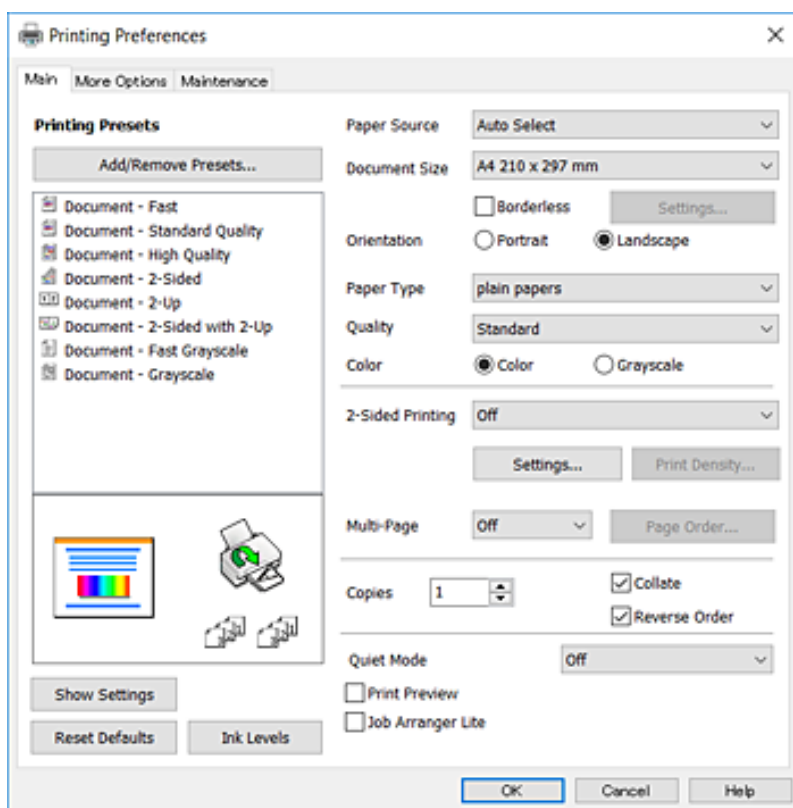 Printing Preferences
Main More Options Maintenance
Printing Presets
Add/Remove Presets...
Document - Fast
Document - Standard Quality
Document - High Quality
Document - 2-Sided
Document - 2-Up
Document - 2-Sided with 2-Up
Document - Fast Grayscale
Document - Grayscale
Show Settings
Reset Defaults Ink Levels
Paper Source Auto Select
Document Size A4 210 x 297 mm
Borderless Settings...
Orientation Portrait Landscape
Paper Type plain papers
Quality Standard
Color Color Grayscale
2-Sided Printing Off
Settings... Print Density...
Multi-Page Off Page Order...
Copies 1 Collate
Reverse Order
Quiet Mode Off
Print Preview
Job Arranger Lite
OK Cancel Help